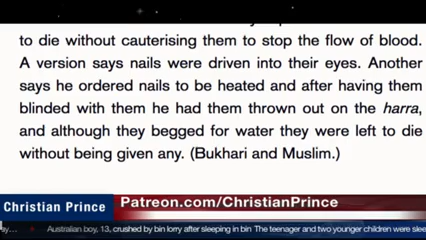 to die without cauterising them to stop the flow of blood.
A version says nails were driven into their eyes. Another
says he ordered nails to be heated and after having them
blinded with them he had them thrown out on the harra,
and although they begged for water they were left to die
without being given any. (Bukhari and Muslim.)
Christian Prince
Patreon.com/ChristianPrince
sy... Australian boy, 13, crushed by bin lorry after sleeping in bin The teenager and two younger children were slee